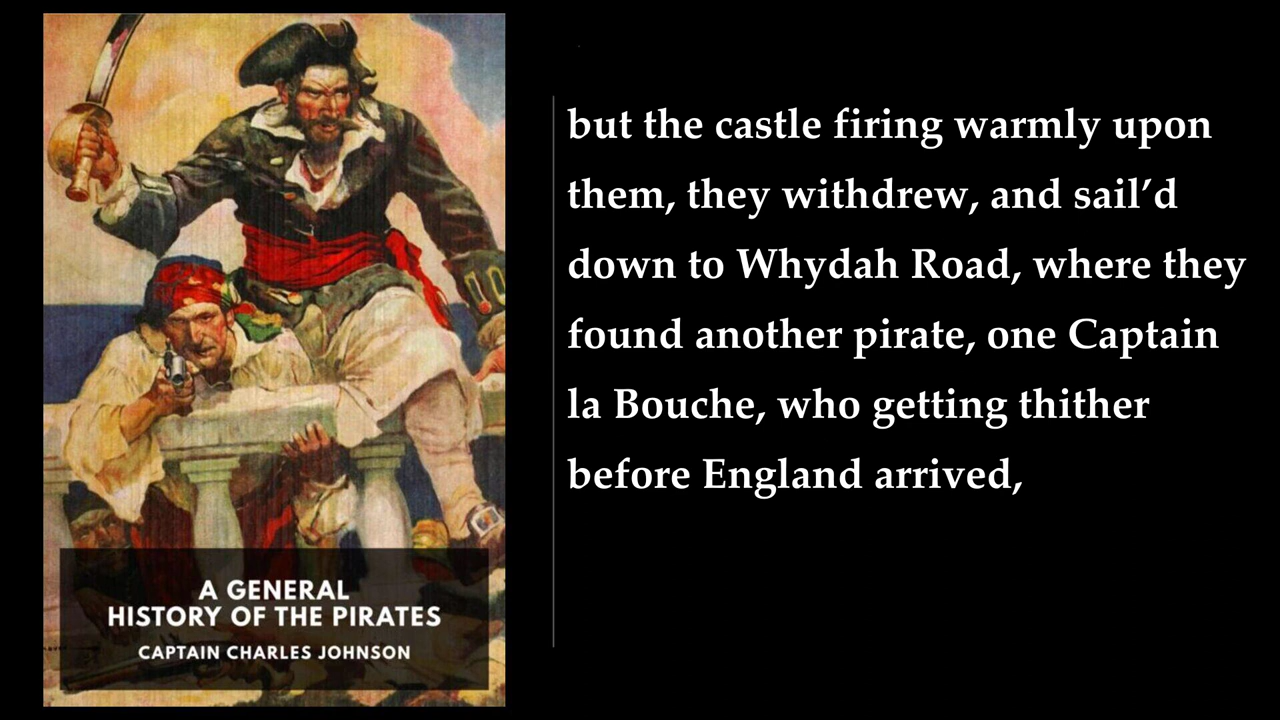 but the castle firing warmly upon
them, they withdrew, and sail’d
down to Whydah Road, where they
found another pirate, one Captain
la Bouche, who getting thither
before England arrived,
A GENERAL
HISTORY OF THE PIRATES
CAPTAIN CHARLES JOHNSON